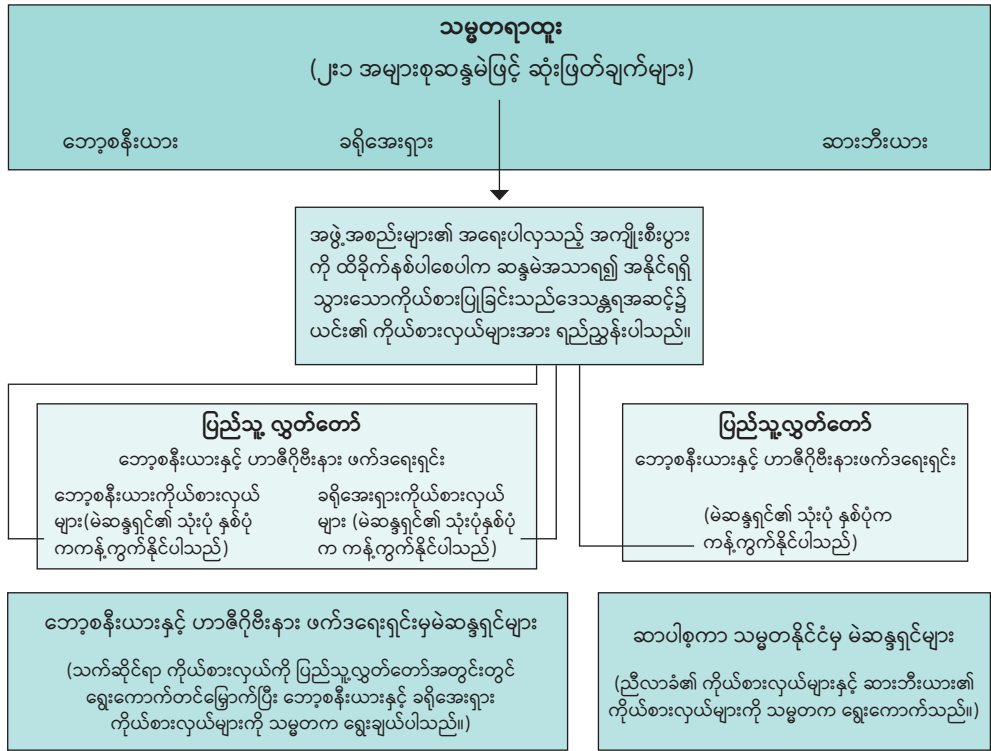 သမ္မတရာထူး
(၂း၁ အများစုဆန္ဒမဲဖြင့် ဆုံးဖြတ်ချက်များ)
ဘော့စနီးယား ခရိုအေးရှား ဆားဘီးယား
အဖွဲ့အစည်းများ၏ အရေးပါလှသည့် အကျိုးစီးပွား
ကို ထိခိုက်နစ်ပါစေပါက ဆန္ဒမဲအသာရ၍ အနိုင်ရရှိ
သွားသောကိုယ်စားပြုခြင်းသည်ဒေသန္တရအဆင့်၌
ယင်း၏ ကိုယ်စားလှယ်များအား ရည်ညွှန်းပါသည်။
ပြည်သူ့ လွှတ်တော်
ဘော့စနီးယားနှင့် ဟာဇီဂိုဗီးနား ဖက်ဒရေးရှင်း
ဘော့စနီးယားကိုယ်စားလှယ်
များ(မဲဆန္ဒရှင်၏ သုံးပုံ နှစ်ပုံ
ကကန့်ကွက်နိုင်ပါသည်)
ခရိုအေးရှားကိုယ်စားလှယ်
များ (မဲဆန္ဒရှင်၏ သုံးပုံနှစ်ပုံ
က ကန့်ကွက်နိုင်ပါသည်)
ပြည်သူ့လွှတ်တော်
ဘော့စနီးယားနှင့် ဟာဇီဂိုဗီးနားဖက်ဒရေးရှင်း
(မဲဆန္ဒရှင်၏ သုံးပုံ နှစ်ပုံက
ကန့်ကွက်နိုင်ပါသည်)
ဘော့စနီးယားနှင့် ဟာဇီဂိုဗီးနား ဖက်ဒရေးရှင်းမှမဲဆန္ဒရှင်များ
(သက်ဆိုင်ရာ ကိုယ်စားလှယ်ကို ပြည်သူ့လွှတ်တော်အတွင်းတွင်
ရွေးကောက်တင်မြှောက်ပြီး ဘော့စနီးယားနှင့် ခရိုအေးရှား
ကိုယ်စားလှယ်များကို သမ္မတက ရွေးချယ်ပါသည်။)
ဆာပါစ့ကာ သမ္မတနိုင်ငံမှ မဲဆန္ဒရှင်များ
(ညီလာခံ၏ ကိုယ်စားလှယ်များနှင့် ဆားဘီးယား၏
ကိုယ်စားလှယ်များကို သမ္မတက ရွေးကောက်သည်။)